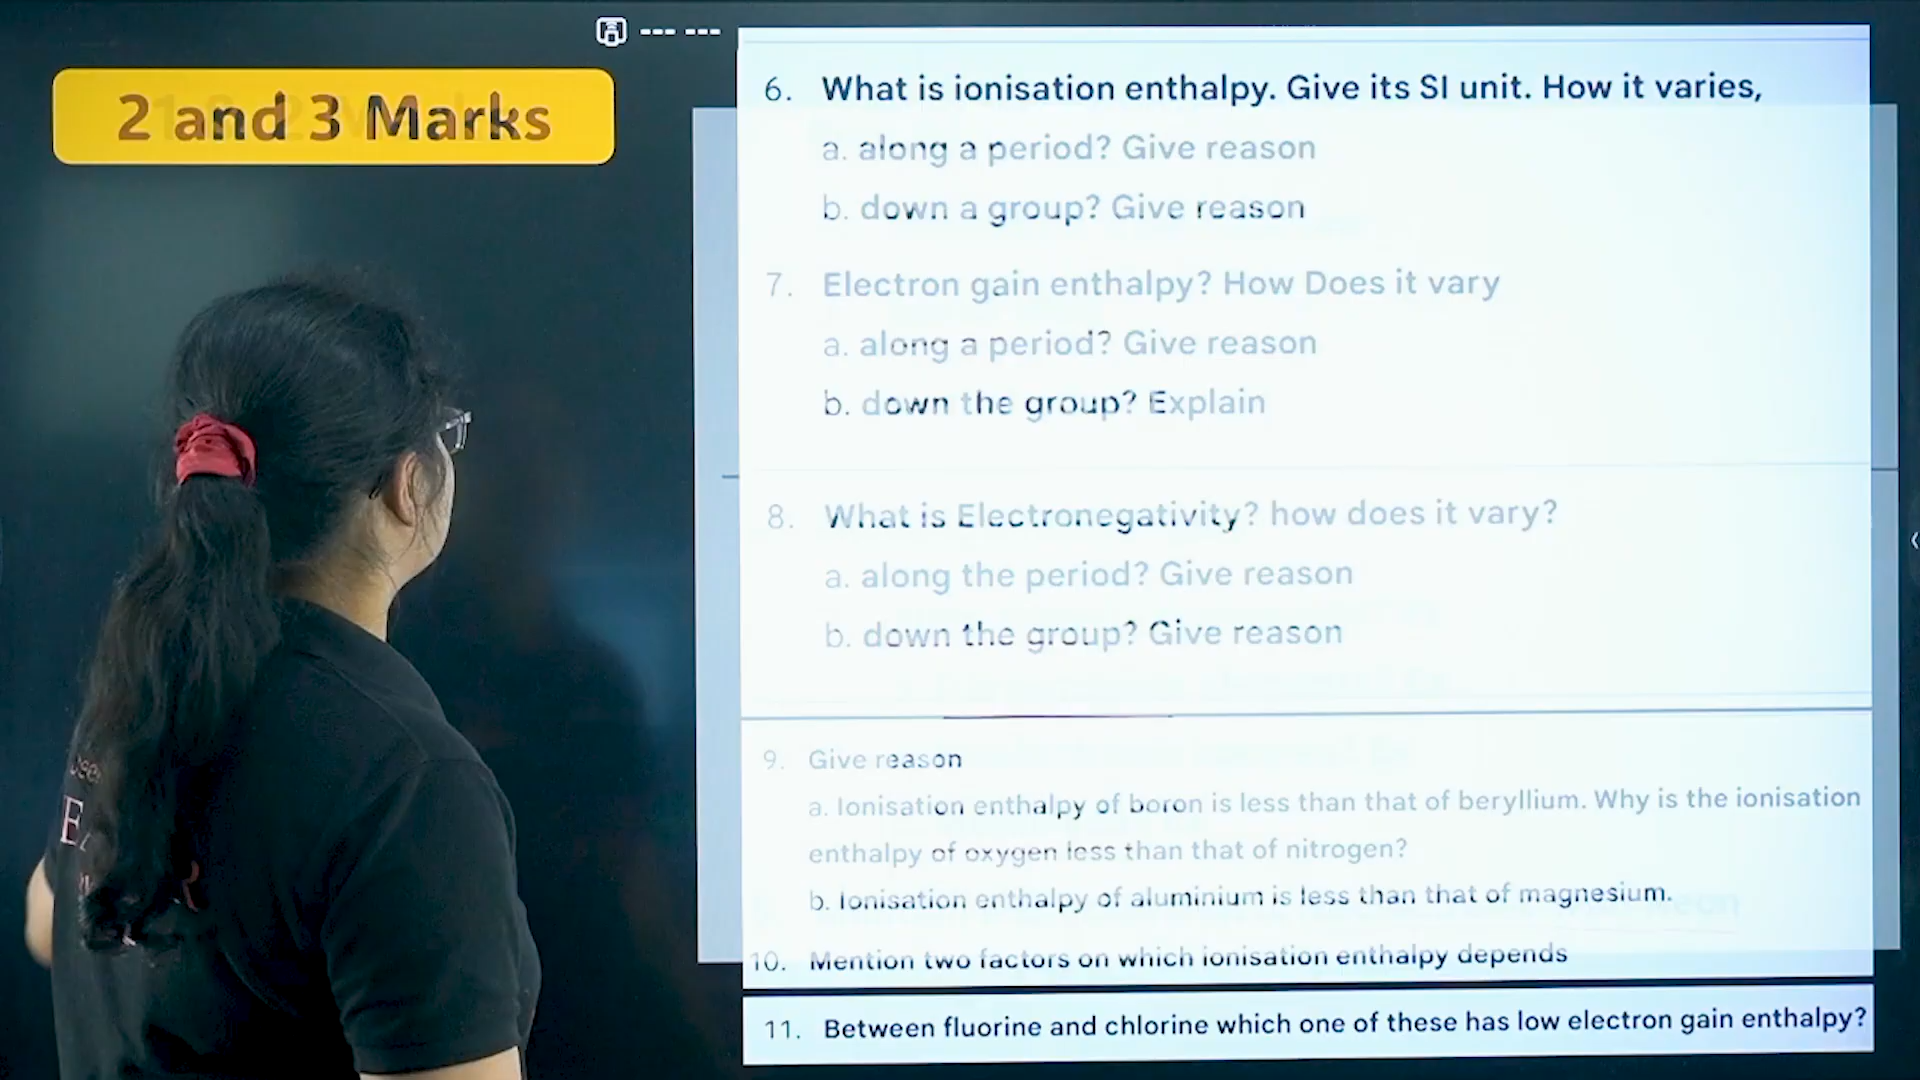 2 and 3 Marks
6. What is ionisation enthalpy. Give its SI unit. How it varies,
a. along a period? Give reason
b. down a group? Give reason
7. Electron gain enthalpy? How Does it vary
a. along a period? Give reason
b. down the group? Explain
8. What is Electronegativity? how does it vary?
a. along the period? Give reason
b. down the group? Give reason
9. Give reason
a. Ionisation enthalpy of boron is less than that of beryllium. Why is the ionisation
enthalpy of oxygen less than that of nitrogen?
b. Ionisation enthalpy of aluminium is less than that of magnesium.
10. Mention two factors on which ionisation enthalpy depends
11. Between fluorine and chlorine which one of these has low electron gain enthalpy?